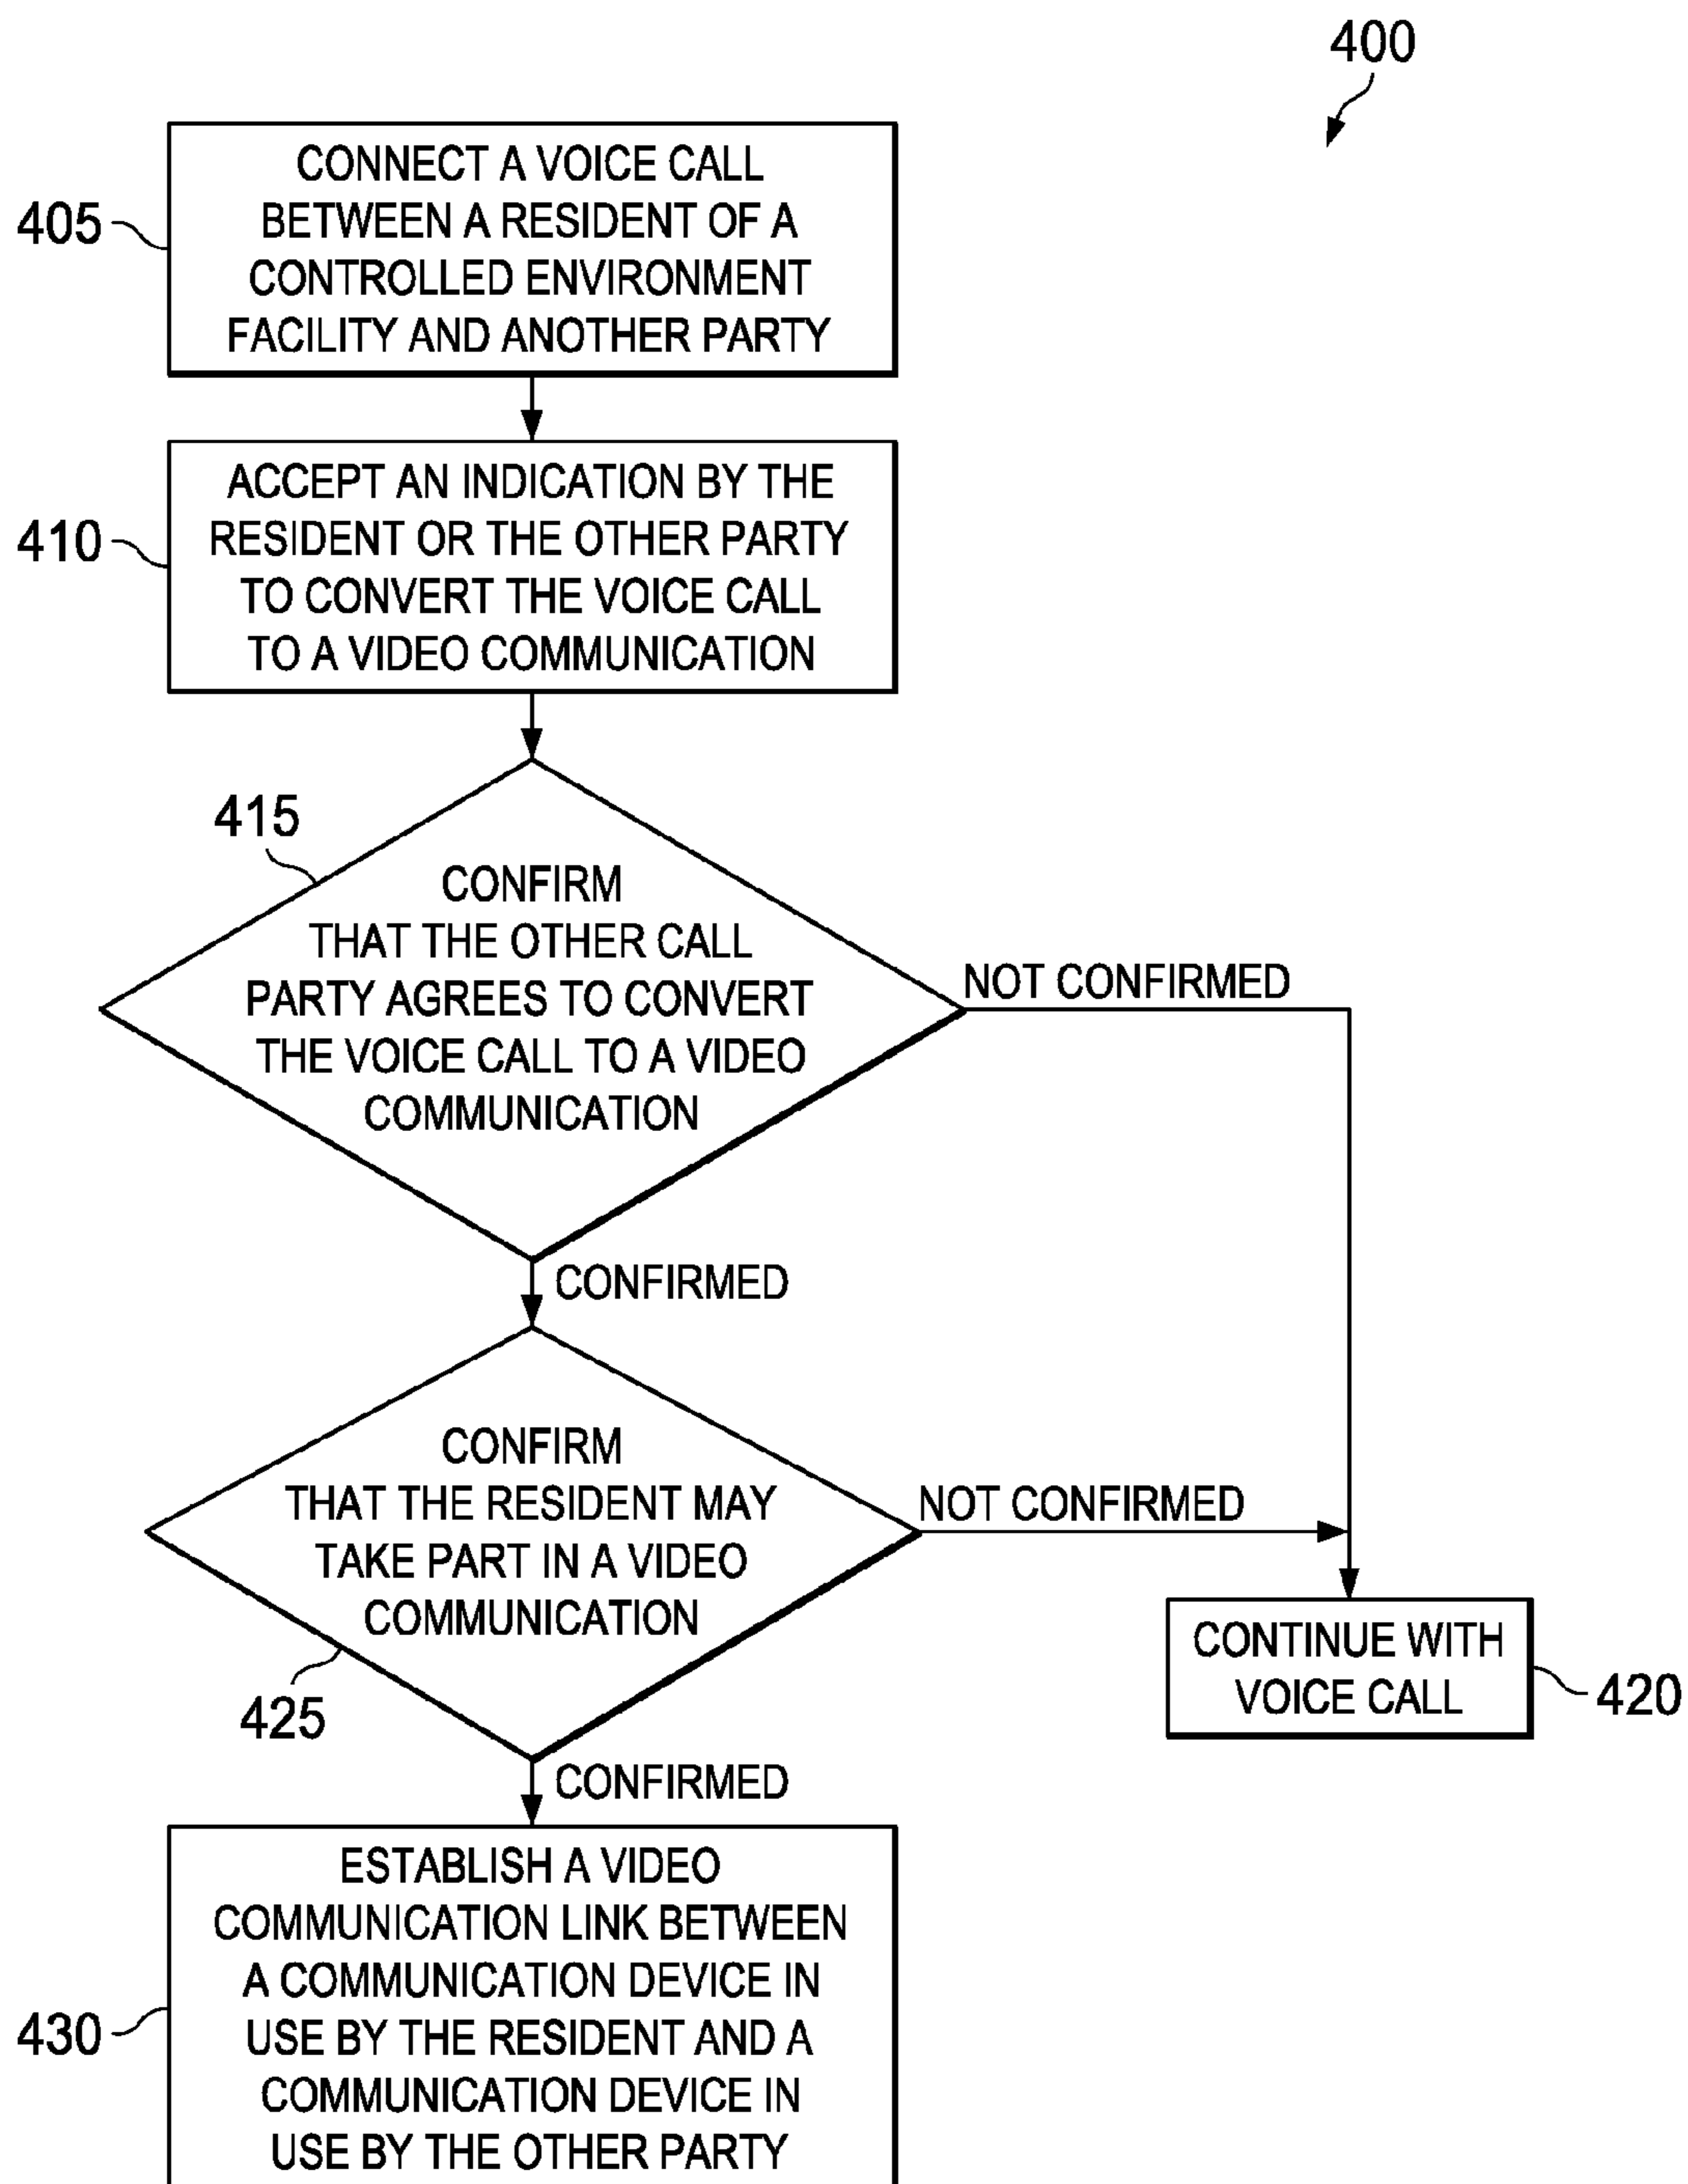 400
405
CONNECT A VOICE CALL
BETWEEN A RESIDENT OF A
CONTROLLED ENVIRONMENT
FACILITY AND ANOTHER PARTY
410
ACCEPT AN INDICATION BY THE
RESIDENT OR THE OTHER PARTY
TO CONVERT THE VOICE CALL
TO A VIDEO COMMUNICATION
415
CONFIRM
THAT THE OTHER CALL
PARTY AGREES TO CONVERT
THE VOICE CALL TO A VIDEO
COMMUNICATION
NOT CONFIRMED
CONFIRMED
CONFIRM
THAT THE RESIDENT MAY
TAKE PART IN A VIDEO
COMMUNICATION
425
NOT CONFIRMED
CONTINUE WITH
VOICE CALL
420
CONFIRMED
430
ESTABLISH A VIDEO
COMMUNICATION LINK BETWEEN
A COMMUNICATION DEVICE IN
USE BY THE RESIDENT AND A
COMMUNICATION DEVICE IN
USE BY THE OTHER PARTY